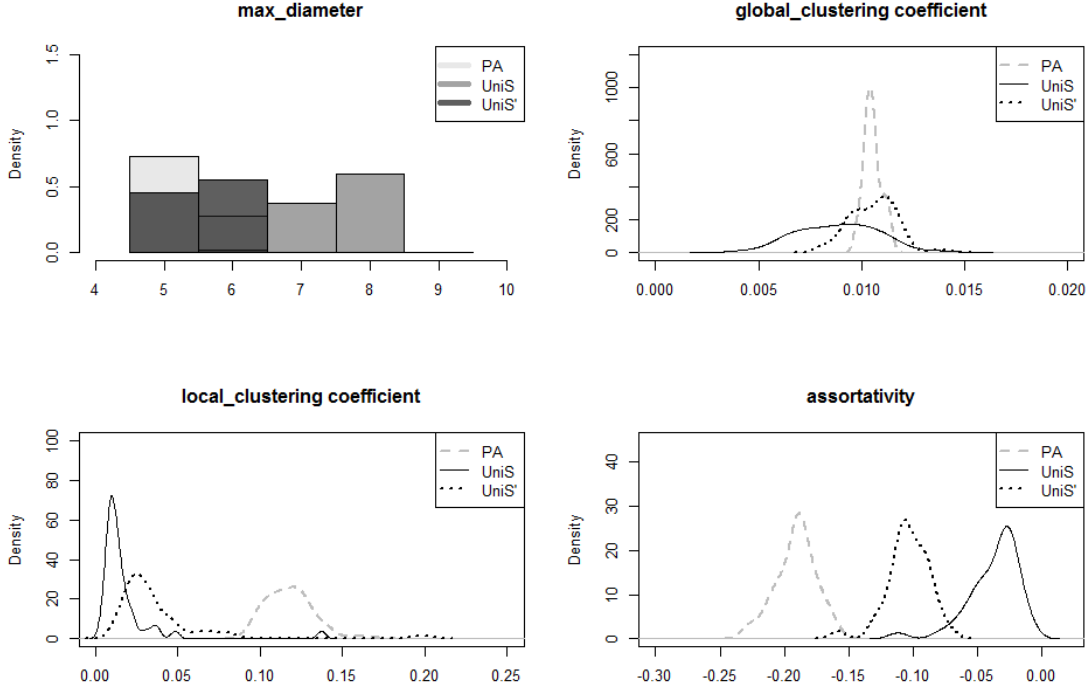 max_diameter
Density
1.5
1.0
0.5
0.0
4 5 6 7 8 9 10
PA
UniS
UniS'
global_clustering coefficient
Density
1000
600
200
0
0.000 0.005 0.010 0.015 0.020
PA
UniS
UniS'
local_clustering coefficient
Density
100
80
60
40
20
0
0.00 0.05 0.10 0.15 0.20 0.25
PA
UniS
UniS'
assortativity
Density
40
30
20
10
0
-0.30 -0.25 -0.20 -0.15 -0.10 -0.05 0.00
PA
UniS
UniS'